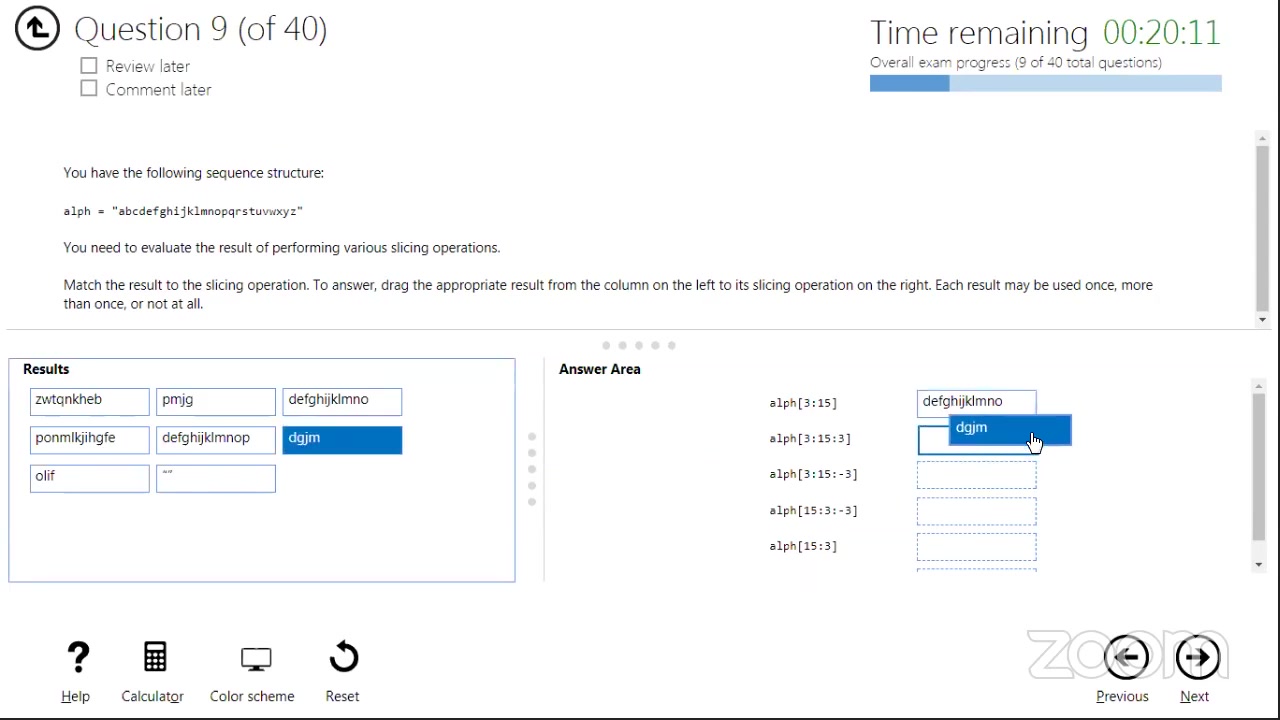 Question 9 (of 40)
Review later
Comment later
Time remaining 00:20:11
Overall exam progress (9 of 40 total questions)
You have the following sequence structure:
alph = "abcdefghijklmnopqrstuvwxyz"
You need to evaluate the result of performing various slicing operations.
Match the result to the slicing operation. To answer, drag the appropriate result from the column on the left to its slicing operation on the right. Each result may be used once, more
than once, or not at all.
Results
zwtqnkheb pmjg defghijklmno
ponmlkjihgfe defghijklmnop dgjm
olif ""
Answer Area
alph[3:15] defghijklmno
dgjm
alph[3:15:3]
alph[3:15:-3]
alph[15:3:-3]
alph[15:3]
Help Calculator Color scheme Reset
zoom
Previous Next